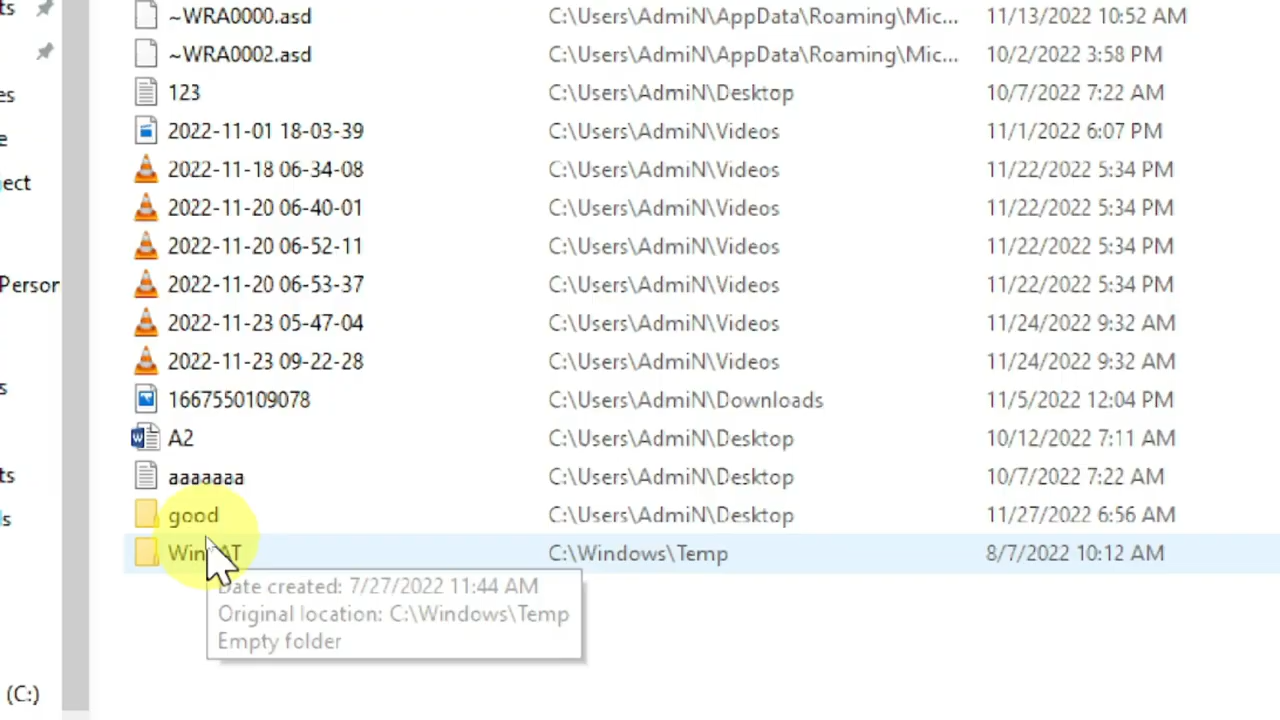 ts
~WRA0000.asd C:\Users\AdmiN\AppData\Roaming\Mic... 11/13/2022 10:52 AM
~WRA0002.asd C:\Users\AdmiN\AppData\Roaming\Mic... 10/2/2022 3:58 PM
es 123 C:\Users\AdmiN\Desktop 10/7/2022 7:22 AM
e 2022-11-01 18-03-39 C:\Users\AdmiN\Videos 11/1/2022 6:07 PM
ect 2022-11-18 06-34-08 C:\Users\AdmiN\Videos 11/22/2022 5:34 PM
2022-11-20 06-40-01 C:\Users\AdmiN\Videos 11/22/2022 5:34 PM
2022-11-20 06-52-11 C:\Users\AdmiN\Videos 11/22/2022 5:34 PM
Person 2022-11-20 06-53-37 C:\Users\AdmiN\Videos 11/22/2022 5:34 PM
2022-11-23 05-47-04 C:\Users\AdmiN\Videos 11/24/2022 9:32 AM
2022-11-23 09-22-28 C:\Users\AdmiN\Videos 11/24/2022 9:32 AM
s 1667550109078 C:\Users\AdmiN\Downloads 11/5/2022 12:04 PM
A2 C:\Users\AdmiN\Desktop 10/12/2022 7:11 AM
ts aaaaaaa C:\Users\AdmiN\Desktop 10/7/2022 7:22 AM
s good C:\Users\AdmiN\Desktop 11/27/2022 6:56 AM
C:\Windows\Temp 8/7/2022 10:12 AM
Date created: 7/27/2022 11:44 AM
Original location: C:\Windows\Temp
Empty folder
(C:)